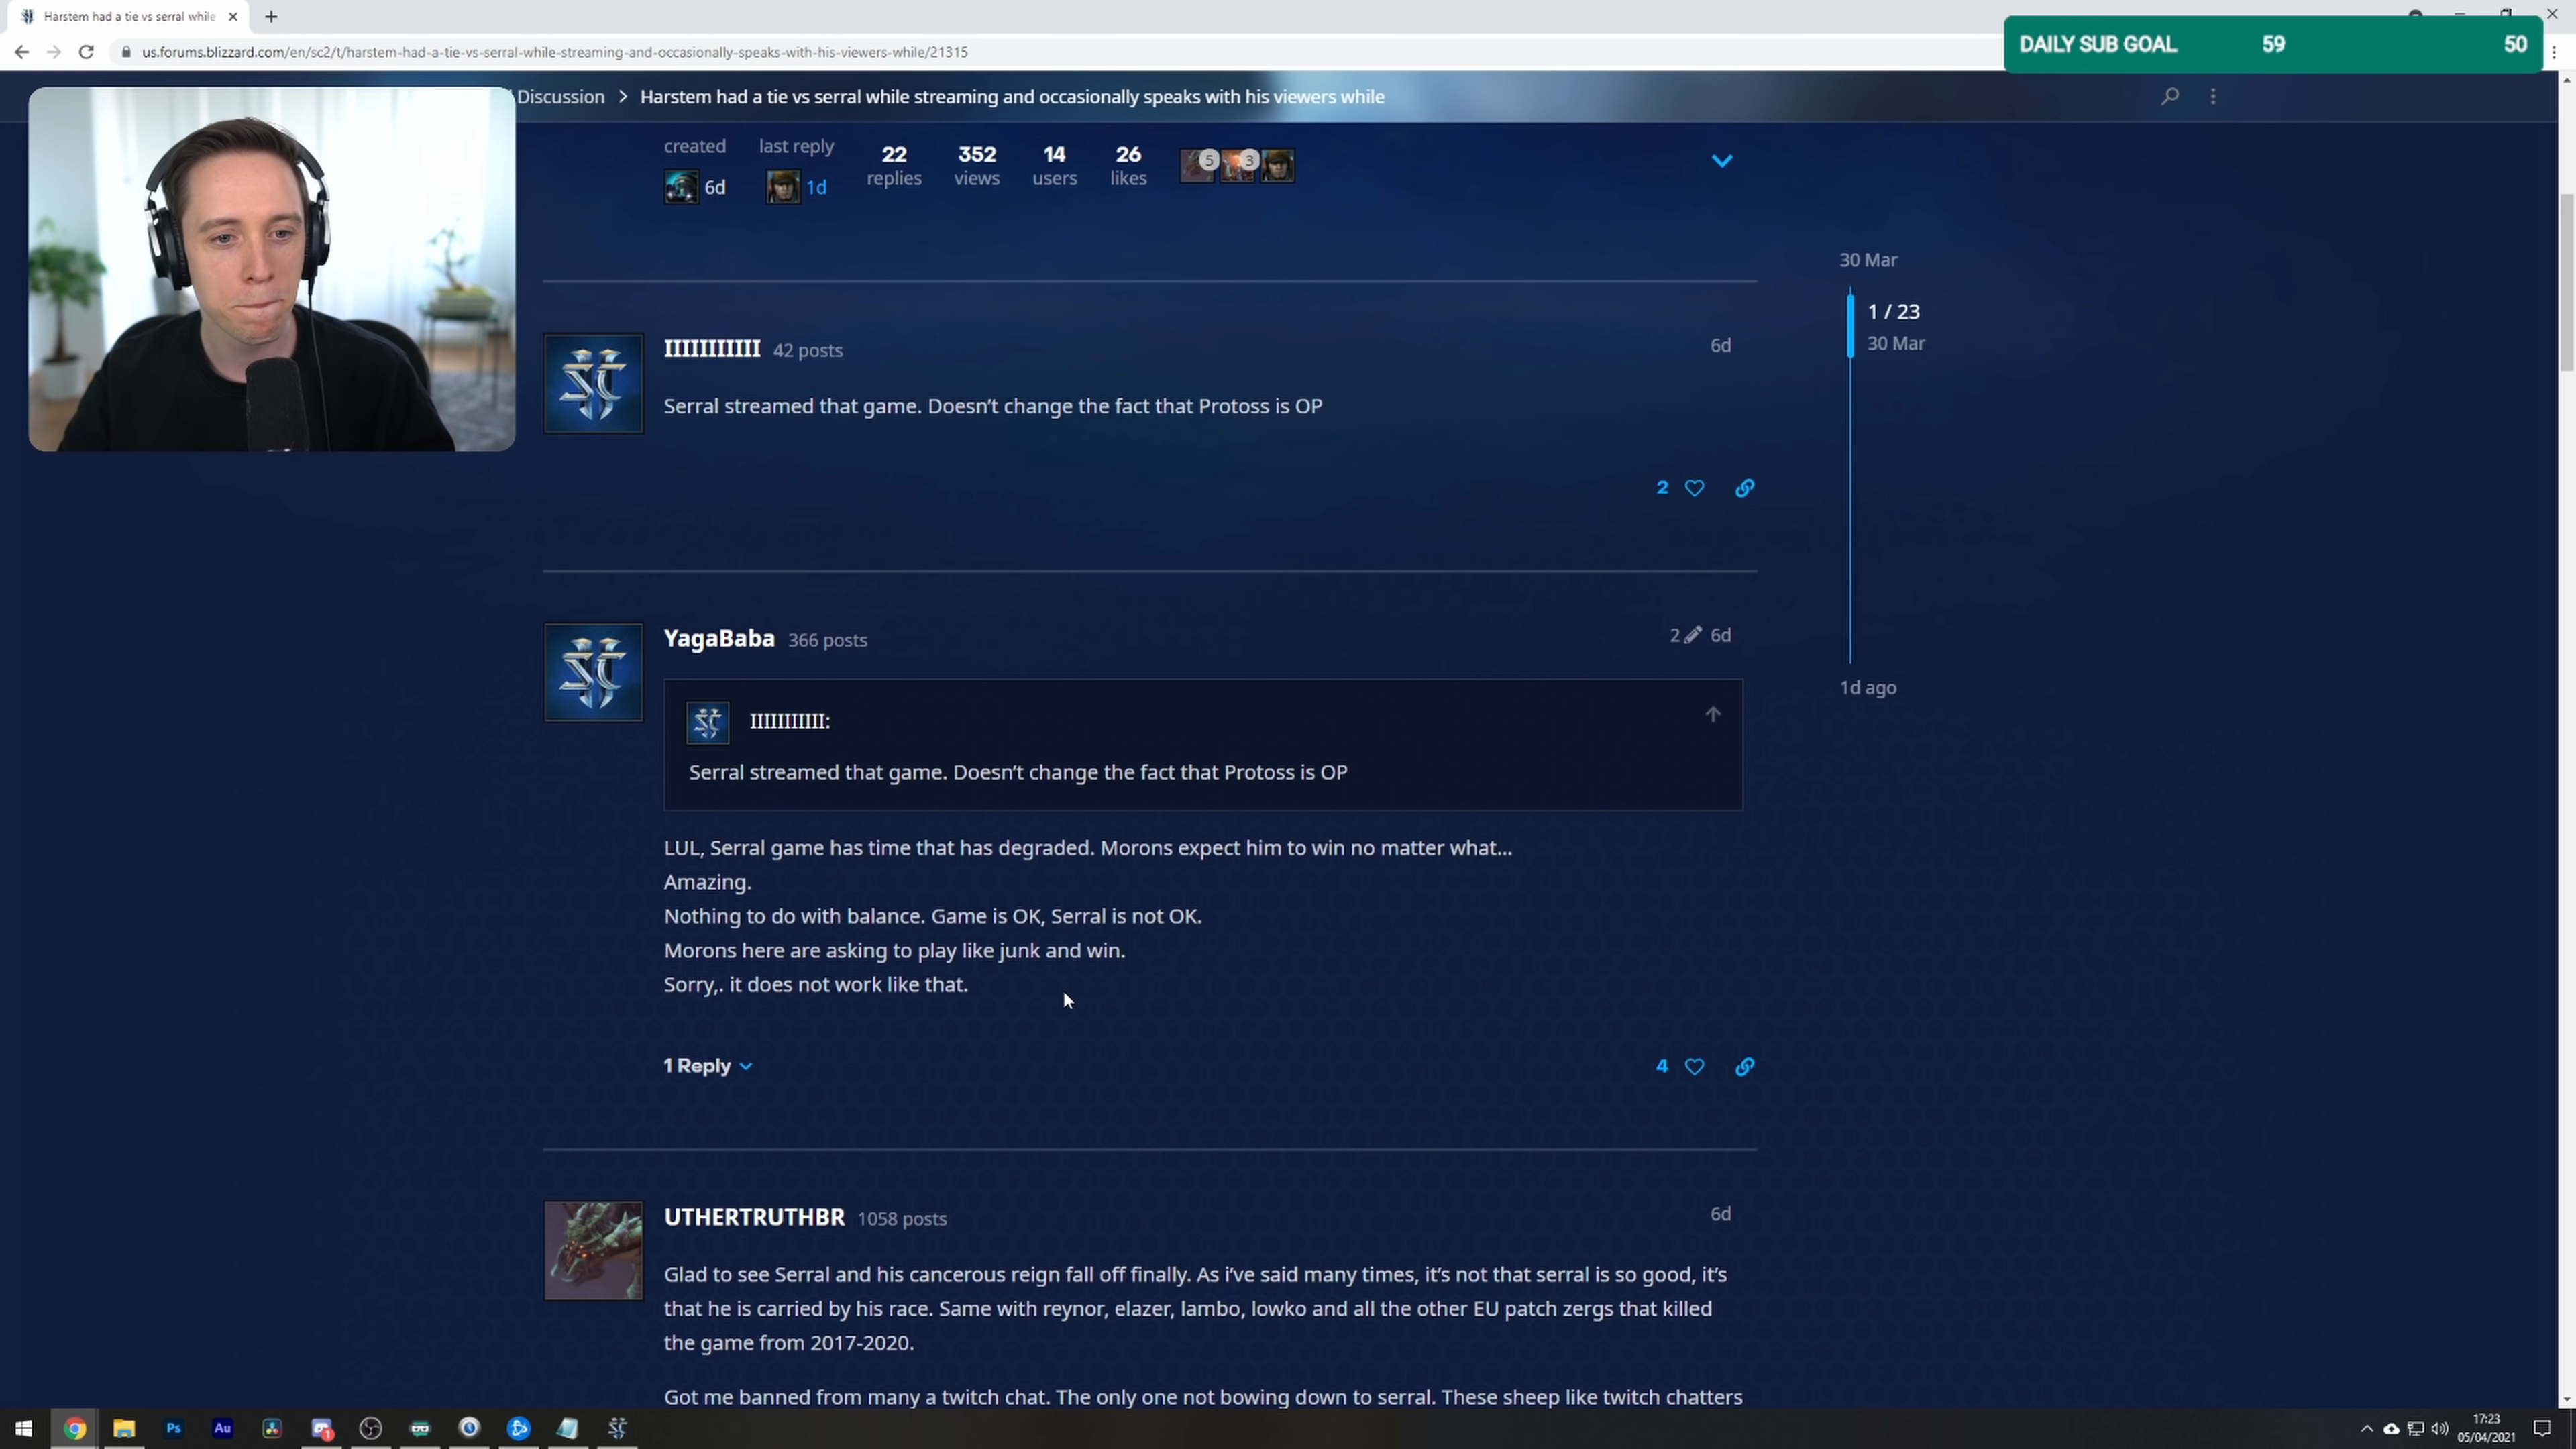 Harstem had a tie vs serral while
us.forums.blizzard.com/en/sc2/t/harstem-had-a-tie-vs-serral-while-streaming-and-occasionally-speaks-with-his-viewers-while/21315
DAILY SUB GOAL 59 50
Discussion > Harstem had a tie vs serral while streaming and occasionally speaks with his viewers while
created last reply 22 352 14 26 5 3
6d 1d replies views users likes
30 Mar
1 / 23
30 Mar
1d ago
IIIIIIIIIII 42 posts 6d
Serral streamed that game. Doesn't change the fact that Protoss is OP
2
YagaBaba 366 posts 2 6d
IIIIIIIIIII:
Serral streamed that game. Doesn't change the fact that Protoss is OP
LUL, Serral game has time that has degraded. Morons expect him to win no matter what...
Amazing.
Nothing to do with balance. Game is OK, Serral is not OK.
Morons here are asking to play like junk and win.
Sorry,. it does not work like that.
1 Reply 4
UTHERTRUTHBR 1058 posts 6d
Glad to see Serral and his cancerous reign fall off finally. As i've said many times, it's not that serral is so good, it's
that he is carried by his race. Same with reynor, elazer, lambo, lowko and all the other EU patch zergs that killed
the game from 2017-2020.
Got me banned from many a twitch chat. The only one not bowing down to serral. These sheep like twitch chatters
Ps Au 1
17:23
05/04/2021